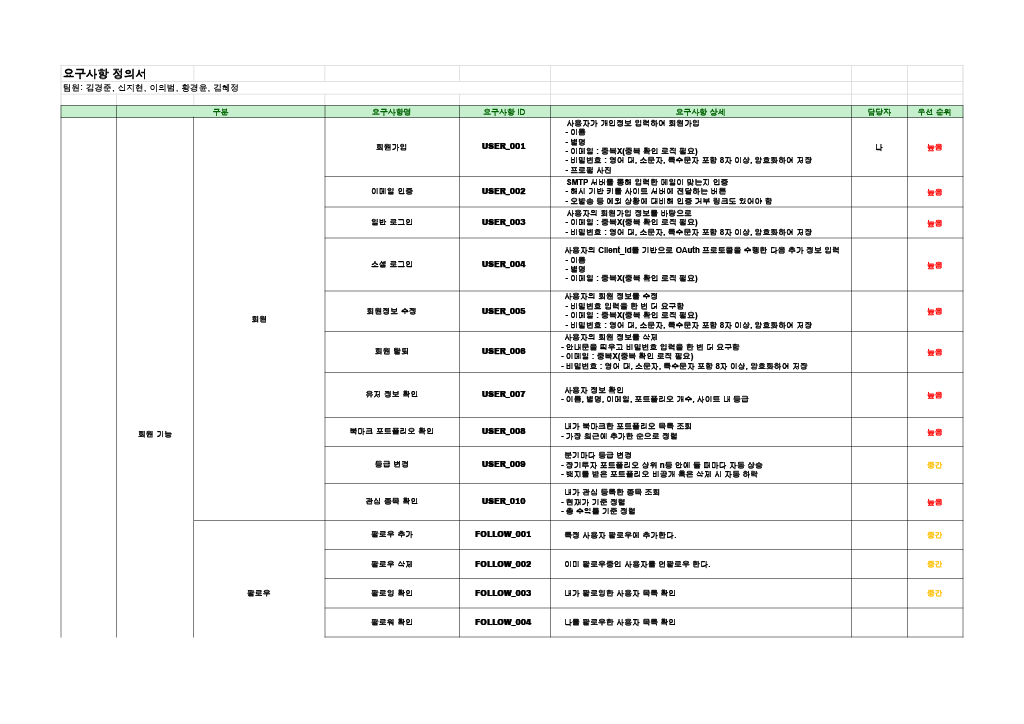 요구사항 정의서
팀원: 김경준, 신지현, 이의범, 황경윤, 김혜정
구분 요구사항명 요구사항 ID 요구사항 상세 담당자 우선 순위
회원 기능
회원
회원가입 USER_001
사용자가 개인정보 입력하여 회원가입
- 이름
- 별명
- 이메일 : 중복X(중복 확인 로직 필요)
- 비밀번호 : 영어 대, 소문자, 특수문자 포함 8자 이상, 암호화하여 저장
- 프로필 사진
나 높음
이메일 인증 USER_002
SMTP 서버를 통해 입력한 메일이 맞는지 인증
- 해시 기반 키를 사이트 서버에 전달하는 버튼
- 오발송 등 예외 상황에 대비해 인증 거부 링크도 있어야 함
높음
일반 로그인 USER_003
사용자의 회원가입 정보를 바탕으로
- 이메일 : 중복X(중복 확인 로직 필요)
- 비밀번호 : 영어 대, 소문자, 특수문자 포함 8자 이상, 암호화하여 저장
높음
소셜 로그인 USER_004
사용자의 Client_Id를 기반으로 OAuth 프로토콜을 수행한 다음 추가 정보 입력
- 이름
- 별명
- 이메일 : 중복X(중복 확인 로직 필요)
높음
회원정보 수정 USER_005
사용자의 회원 정보를 수정
- 비밀번호 입력을 한 번 더 요구함
- 이메일 : 중복X(중복 확인 로직 필요)
- 비밀번호 : 영어 대, 소문자, 특수문자 포함 8자 이상, 암호화하여 저장
높음
회원 탈퇴 USER_006
사용자의 회원 정보를 삭제
- 안내문을 띄우고 비밀번호 입력을 한 번 더 요구함
- 이메일 : 중복X(중복 확인 로직 필요)
- 비밀번호 : 영어 대, 소문자, 특수문자 포함 8자 이상, 암호화하여 저장
높음
유저 정보 확인 USER_007
사용자 정보 확인
- 이름, 별명, 이메일, 포트폴리오 개수, 사이트 내 등급
높음
북마크 포트폴리오 확인 USER_008
내가 북마크한 포트폴리오 목록 조회
- 가장 최근에 추가한 순으로 정렬
높음
등급 변경 USER_009
분기마다 등급 변경
- 장기투자 포트폴리오 상위 n등 안에 들 때마다 자동 상승
- 뱃지를 받은 포트폴리오 비공개 혹은 삭제 시 자동 하락
중간
관심 종목 확인 USER_010
내가 관심 등록한 종목 조회
- 현재가 기준 정렬
- 총 수익률 기준 정렬
높음
팔로우
팔로우 추가 FOLLOW_001 특정 사용자 팔로우에 추가한다. 중간
팔로우 삭제 FOLLOW_002 이미 팔로우중인 사용자를 언팔로우 한다. 중간
팔로잉 확인 FOLLOW_003 내가 팔로잉한 사용자 목록 확인 중간
팔로워 확인 FOLLOW_004 나를 팔로우한 사용자 목록 확인